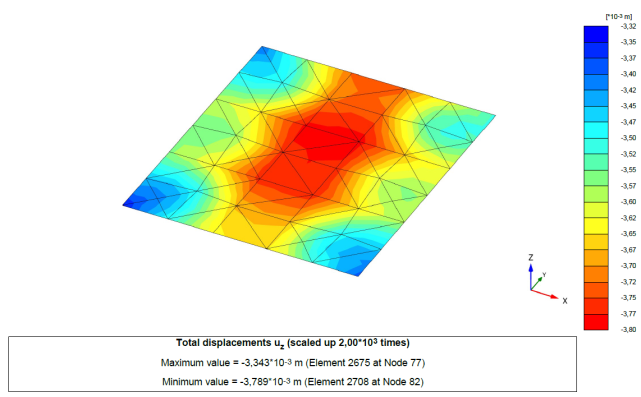 [*10-3 m]
-3,32
-3,35
-3,37
-3,40
-3,42
-3,45
-3,47
-3,50
-3,52
-3,55
-3,57
-3,60
-3,62
-3,65
-3,67
-3,70
-3,72
-3,75
-3,77
-3,80
Z
Y
X
Total displacements uz (scaled up 2,00*103 times)
Maximum value = -3,343*10-3 m (Element 2675 at Node 77)
Minimum value = -3,789*10-3 m (Element 2708 at Node 82)